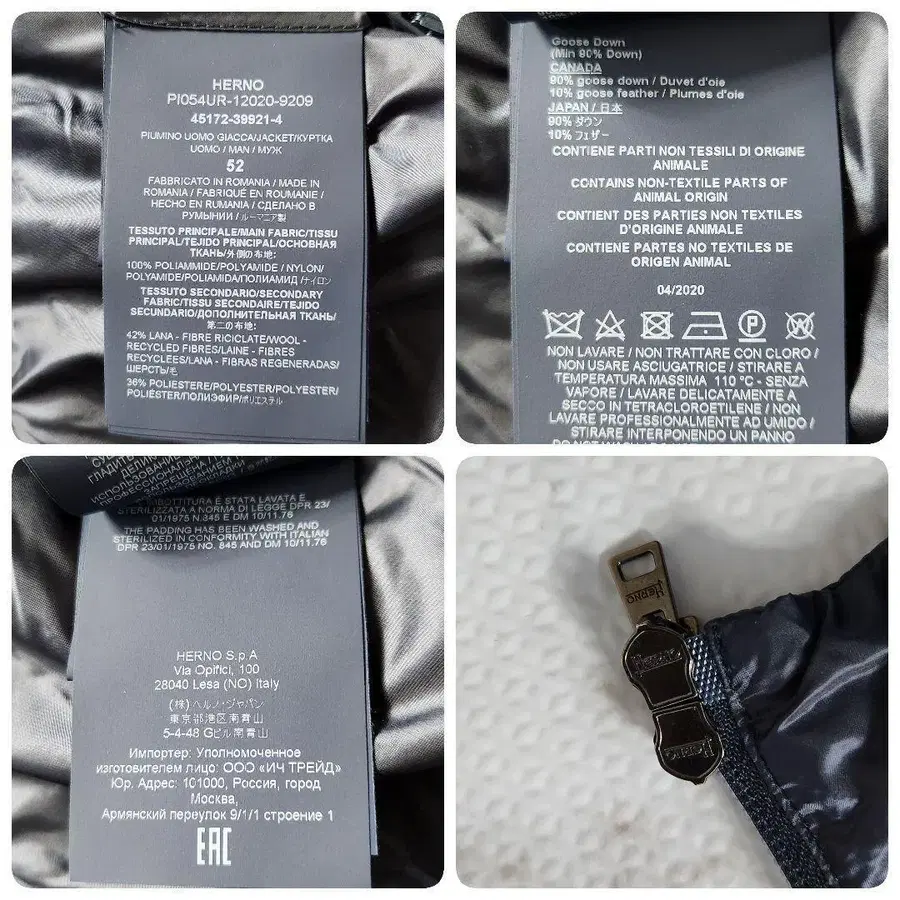 HERNO
PI054UR-12020-9209
45172-39921-4
PIUMINO UOMO GIACCA/JACKET/КУРТКА
UOMO / MAN / МУЖ
52
FABBRICATO IN ROMANIA / MADE IN
ROMANIA / FABRIQUÉ EN ROUMANIE /
HECHO EN RUMANIA / СДЕЛАНО В
РУМЫНИИ / ルーマニア製
TESSUTO PRINCIPALE/MAIN FABRIC/TISSU
PRINCIPAL/TEJIDO PRINCIPAL/ОСНОВНАЯ
ТКАНЬ/外側の布地:
100% POLIAMMIDE/POLYAMIDE / NYLON/
POLYAMIDE/POLIAMIDA/ПОЛИАМИД /ナイロン
TESSUTO SECONDARIO/SECONDARY
FABRIC/TISSU SECONDAIRE/TEJIDO
SECUNDARIO/ДОПОЛНИТЕЛЬНАЯ ТКАНЬ/
第二の布地:
42% LANA - FIBRE RICICLATE/WOOL -
RECYCLED FIBRES/LAINE - FIBRES
RECYCLEES/LANA - FIBRAS REGENERADAS/
ШЕРСТЬ/毛
36% POLIESTERE/POLYESTER/POLYESTER/
POLIÉSTER/ПОЛИЭФИР/ポリエステル
Goose Down
(Min 80% Down)
CANADA
90% goose down / Duvet d'oie
10% goose feather / Plumes d'oie
JAPAN / 日本
90% ダウン
10% フェザー
CONTIENE PARTI NON TESSILI DI ORIGINE
ANIMALE
CONTAINS NON-TEXTILE PARTS OF
ANIMAL ORIGIN
CONTIENT DES PARTIES NON TEXTILES
D'ORIGINE ANIMALE
CONTIENE PARTES NO TEXTILES DE
ORIGEN ANIMAL
04/2020
P
W
NON LAVARE / NON TRATTARE CON CLORO /
NON USARE ASCIUGATRICE / STIRARE A
TEMPERATURA MASSIMA 110 °C - SENZA
VAPORE / LAVARE DELICATAMENTE A
SECCO IN TETRACLOROETILENE / NON
LAVARE PROFESSIONALMENTE AD UMIDO /
STIRARE INTERPONENDO UN PANNO
ИСПОЛЬЗОВАНИЕ
ПРОФЕССИОНАЛЬНАЯ
ЗАПРЕЩЕНА
IMBOTTITURA È STATA LAVATA E
STERILIZZATA A NORMA DI LEGGE DPR 23/
01/1975 N.845 E DM 10/11.76
THE PADDING HAS BEEN WASHED AND
STERILIZED IN CONFORMITY WITH ITALIAN
DPR 23/01/1975 NO. 845 AND DM 10/11.76
HERNO S.p.A
Via Opifici, 100
28040 Lesa (NO) Italy
(株) ヘルノ・ジャパン
東京都港区南青山
5-4-48 Gビル南青山
Импортер: Уполномоченное
изготовителем лицо: ООО «ИЧ ТРЕЙД»
Юр. Адрес: 101000, Россия, город
Москва,
Армянский переулок 9/1/1 строение 1
EAC
HERNO
HERNO
HERNO